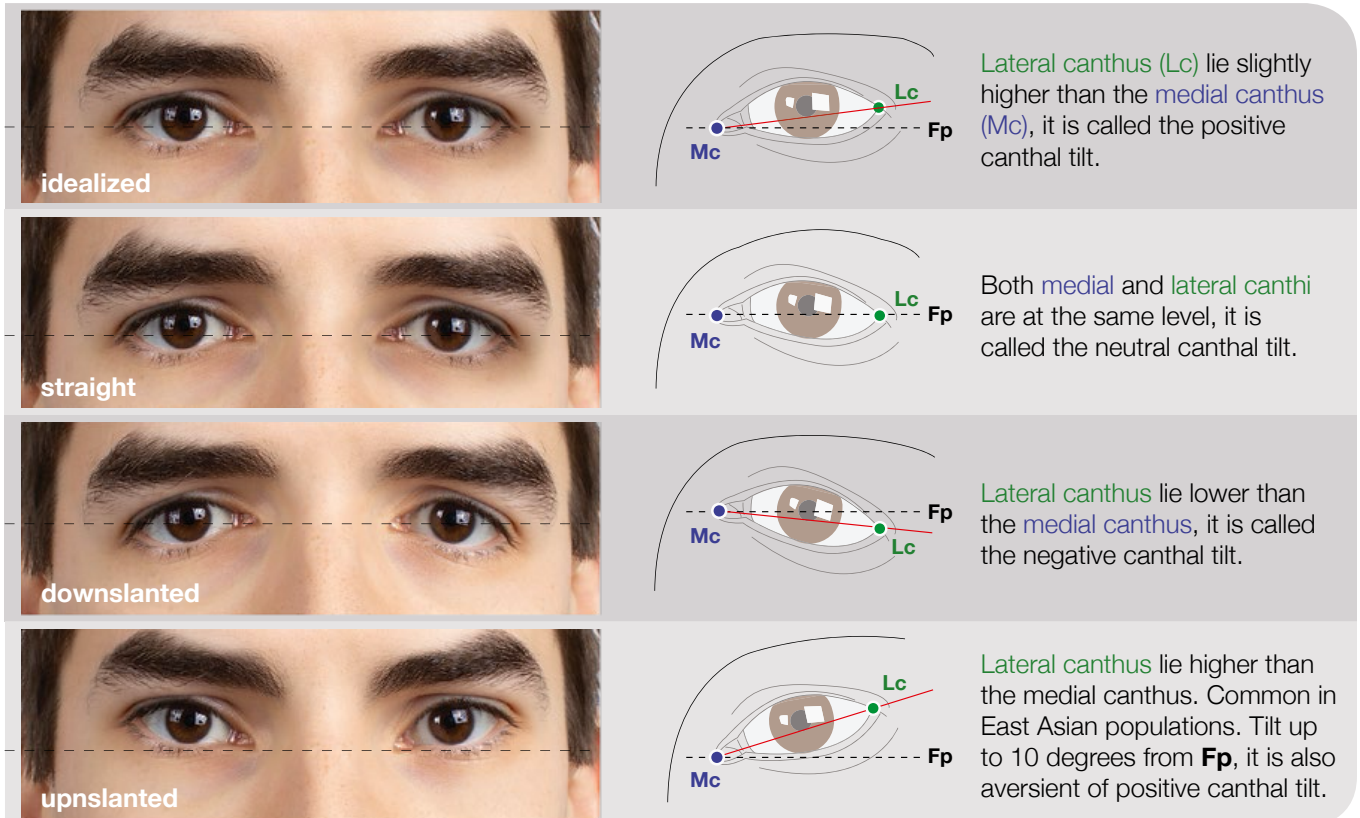 idealized
Lc
Mc
Fp
Lateral canthus (Lc) lie slightly
higher than the medial canthus
(Mc), it is called the positive
canthal tilt.
straight
Lc
Mc
Fp
Both medial and lateral canthi
are at the same level, it is
called the neutral canthal tilt.
downslanted
Fp
Mc
Lc
Lateral canthus lie lower than
the medial canthus, it is called
the negative canthal tilt.
upnslanted
Lc
Fp
Mc
Lateral canthus lie higher than
the medial canthus. Common in
East Asian populations. Tilt up
to 10 degrees from Fp, it is also
aversient of positive canthal tilt.